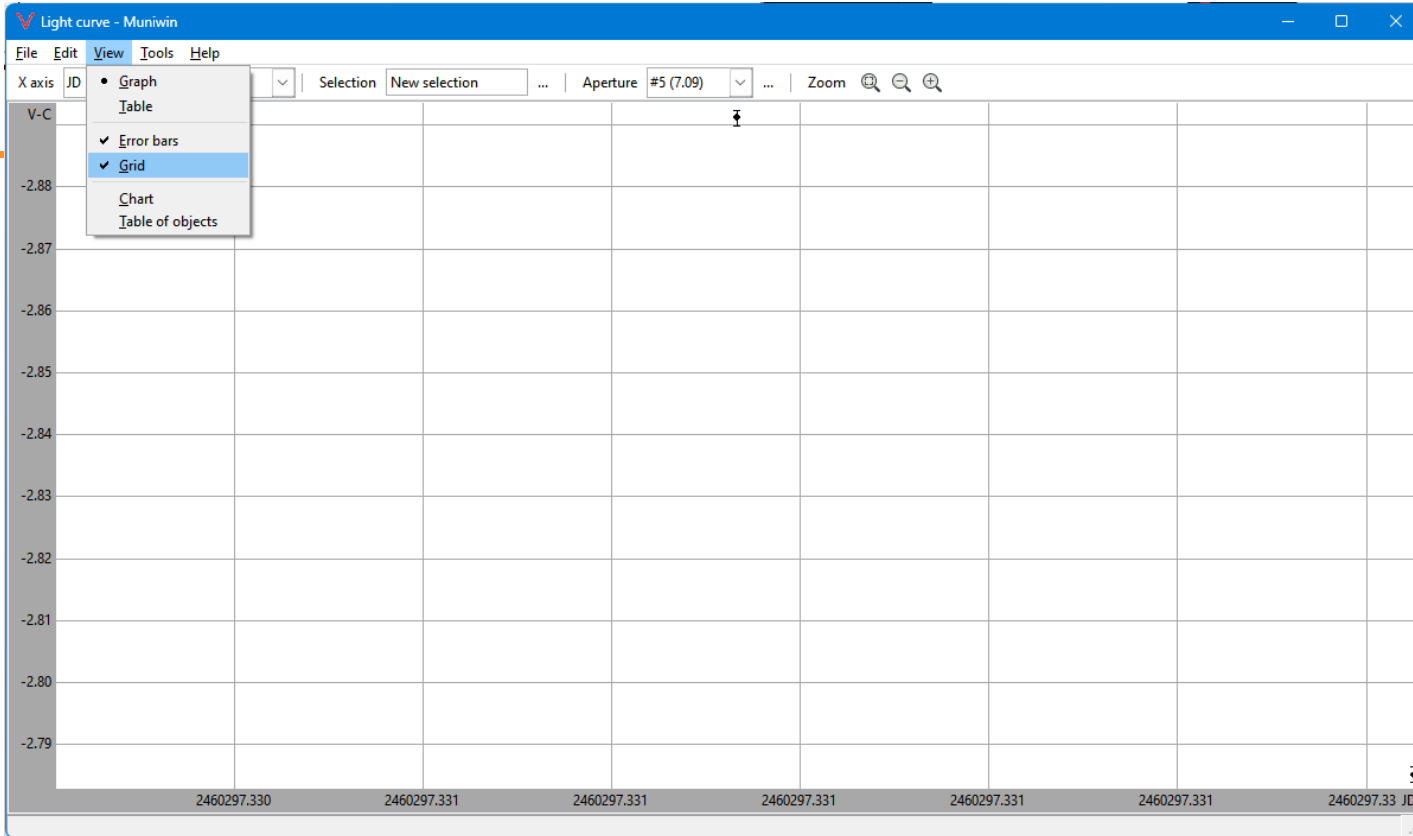 Light curve - Muniwin
File Edit View Tools Help
X axis JD Selection New selection ... Aperture #5 (7.09) ... Zoom
Graph
Table
Error bars
Grid
Chart
Table of objects
V-C
-2.88
-2.87
-2.86
-2.85
-2.84
-2.83
-2.82
-2.81
-2.80
-2.79
2460297.330 2460297.331 2460297.331 2460297.331 2460297.331 2460297.331 2460297.33 JD